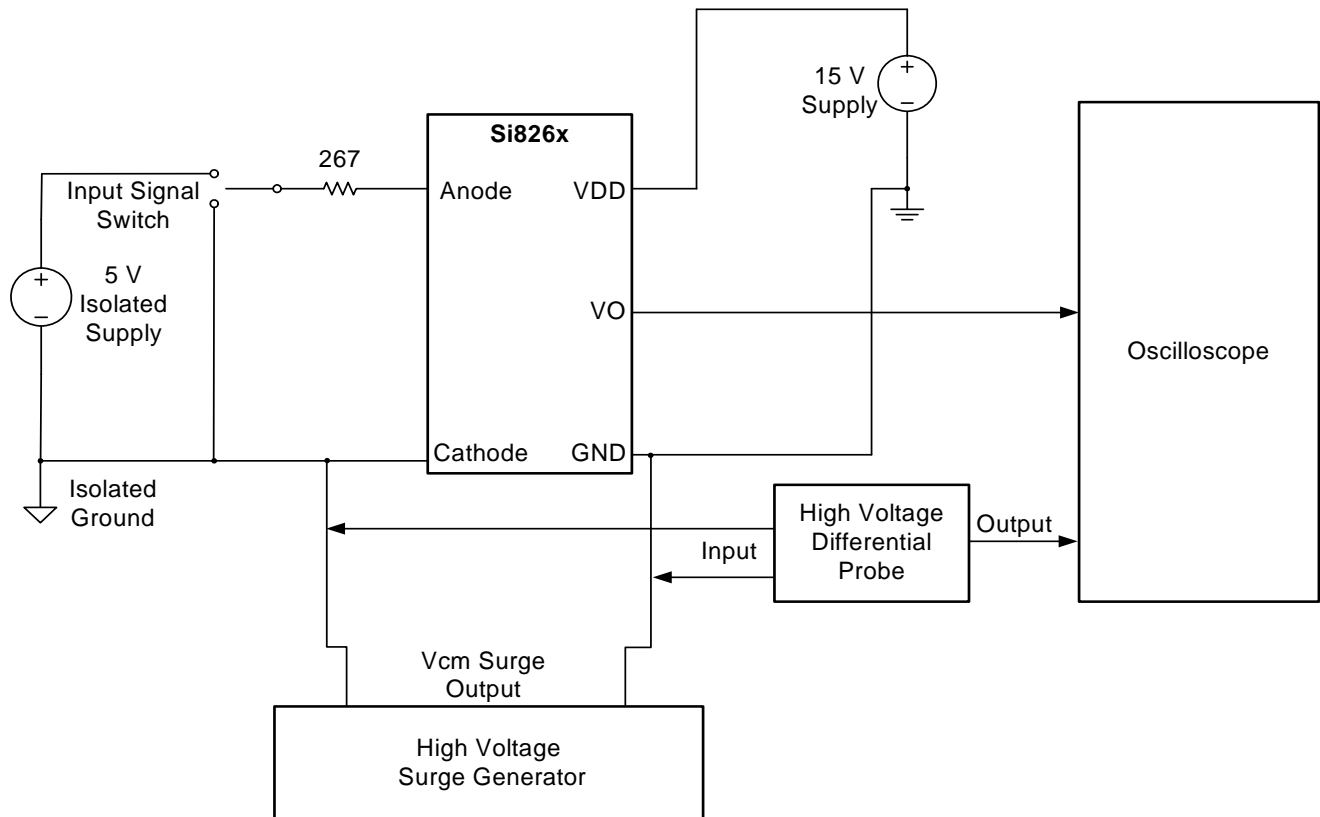 15 V
Supply
+
–
Si826x
267
Input Signal
Switch
Anode
VDD
5 V
Isolated
Supply
+
–
VO
Oscilloscope
Cathode
GND
Isolated
Ground
High Voltage
Differential
Probe
Output
Input
Vcm Surge
Output
High Voltage
Surge Generator